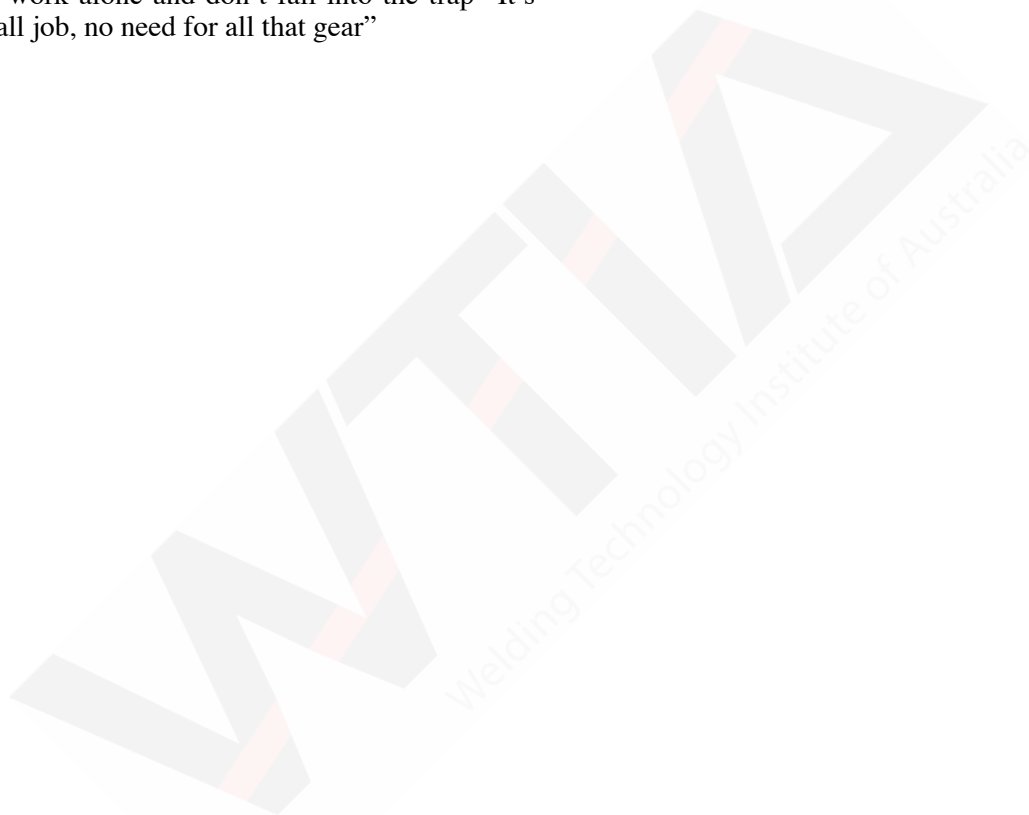 work alone and don't fall into the trap "It's
all job, no need for all that gear”
WTIA
Welding Technology Institute of Australia